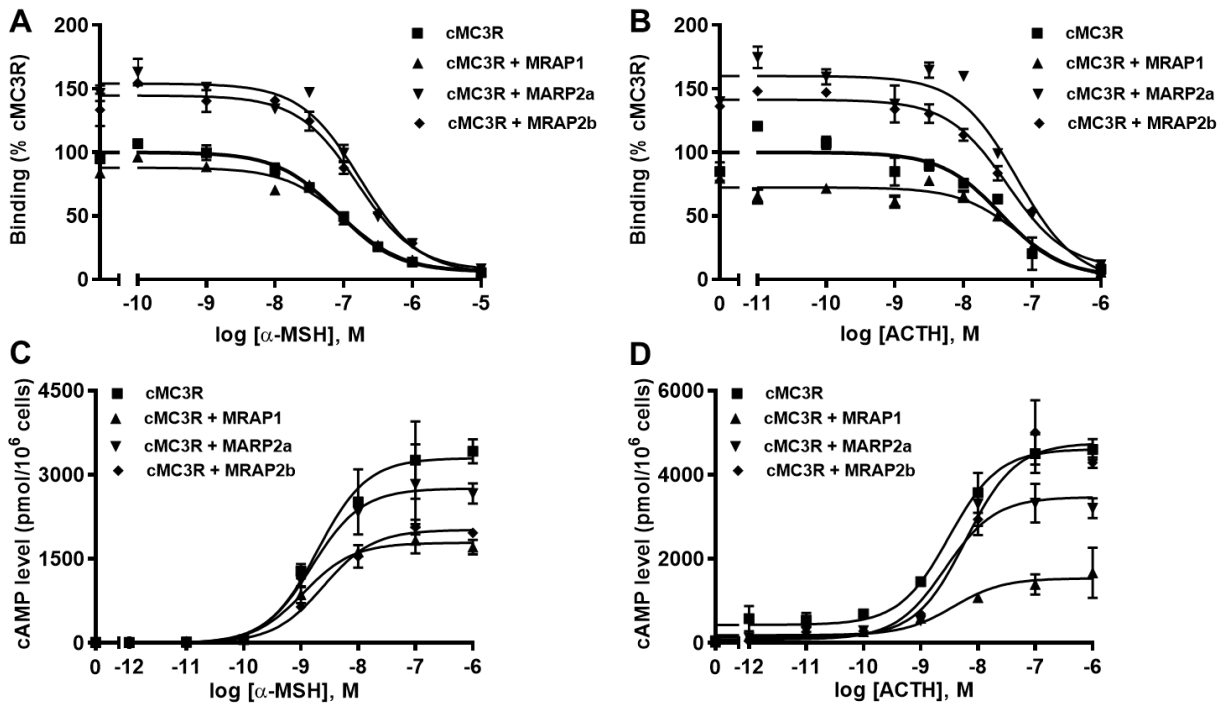 A
Binding (% cMC3R)
200
150
100
50
0
-10
-9
-8
-7
-6
-5
log [α-MSH], M
cMC3R
cMC3R + MRAP1
cMC3R + MARP2a
cMC3R + MRAP2b
B
Binding (% cMC3R)
200
150
100
50
0
0
-11
-10
-9
-8
-7
-6
log [ACTH], M
cMC3R
cMC3R + MRAP1
cMC3R + MARP2a
cMC3R + MRAP2b
C
cAMP level (pmol/10⁶ cells)
4500
3000
1500
0
0
-12
-11
-10
-9
-8
-7
-6
log [α-MSH], M
cMC3R
cMC3R + MRAP1
cMC3R + MARP2a
cMC3R + MRAP2b
D
cAMP level (pmol/10⁶ cells)
6000
4000
2000
0
0
-12
-11
-10
-9
-8
-7
-6
log [ACTH], M
cMC3R
cMC3R + MRAP1
cMC3R + MARP2a
cMC3R + MRAP2b